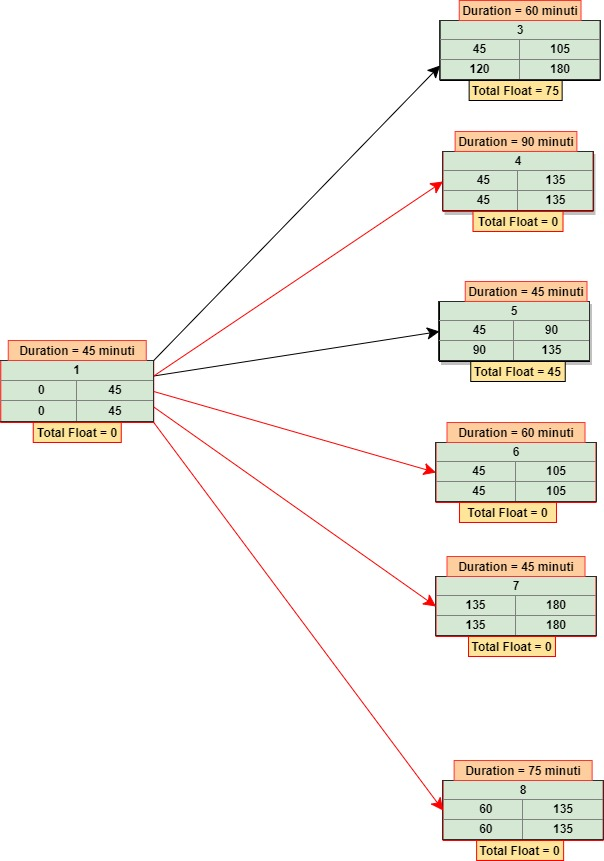 Duration = 60 minuti
3
45 105
120 180
Total Float = 75
Duration = 90 minuti
4
45 135
45 135
Total Float = 0
Duration = 45 minuti
5
45 90
90 135
Total Float = 45
Duration = 45 minuti
1
0 45
0 45
Total Float = 0
Duration = 60 minuti
6
45 105
45 105
Total Float = 0
Duration = 45 minuti
7
135 180
135 180
Total Float = 0
Duration = 75 minuti
8
60 135
60 135
Total Float = 0